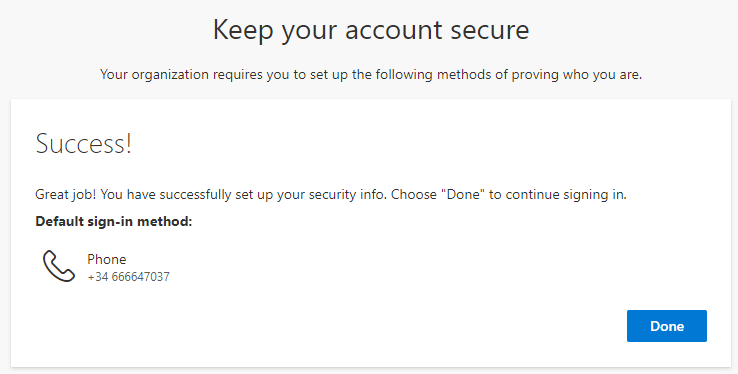 Keep your account secure
Your organization requires you to set up the following methods of proving who you are.
Success!
Great job! You have successfully set up your security info. Choose "Done" to continue signing in.
Default sign-in method:
Phone
+34 666647037
Done